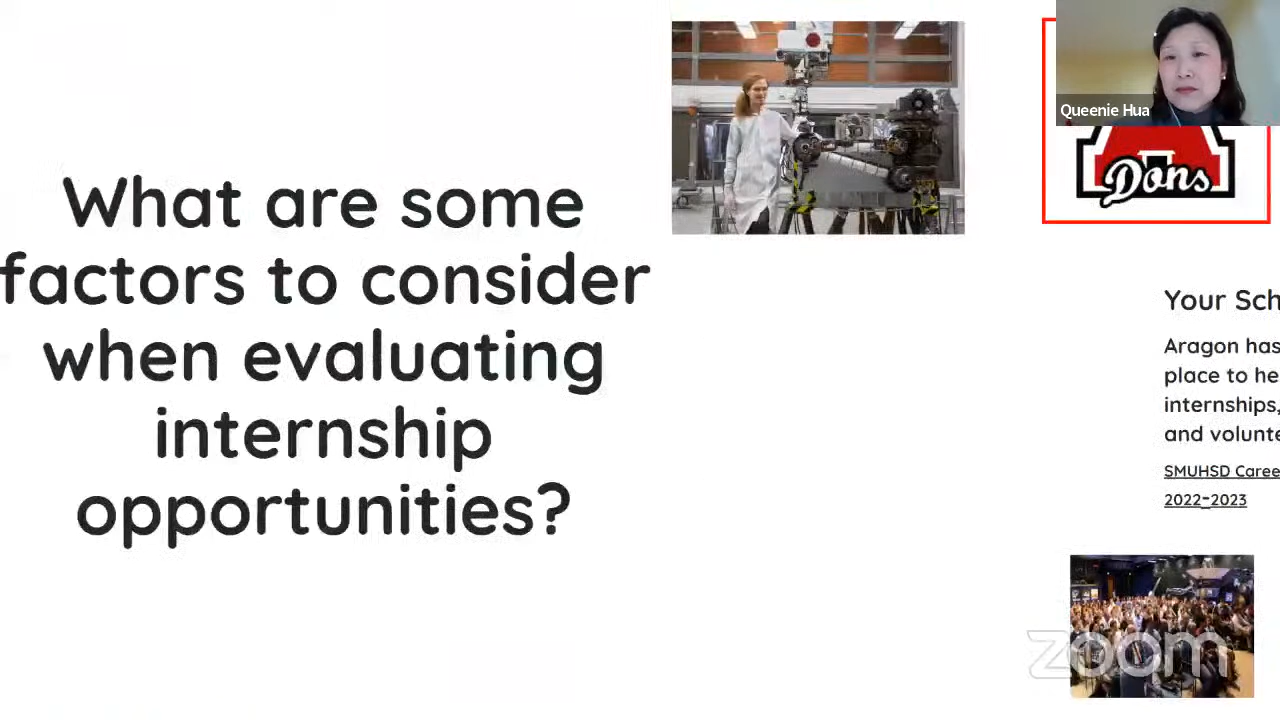 What are some
factors to consider
when evaluating
internship
opportunities?
Queenie Hua
Dons
Your Sch
Aragon has
place to he
internships,
and volunte
SMUHSD Caree
2022-2023
zoom